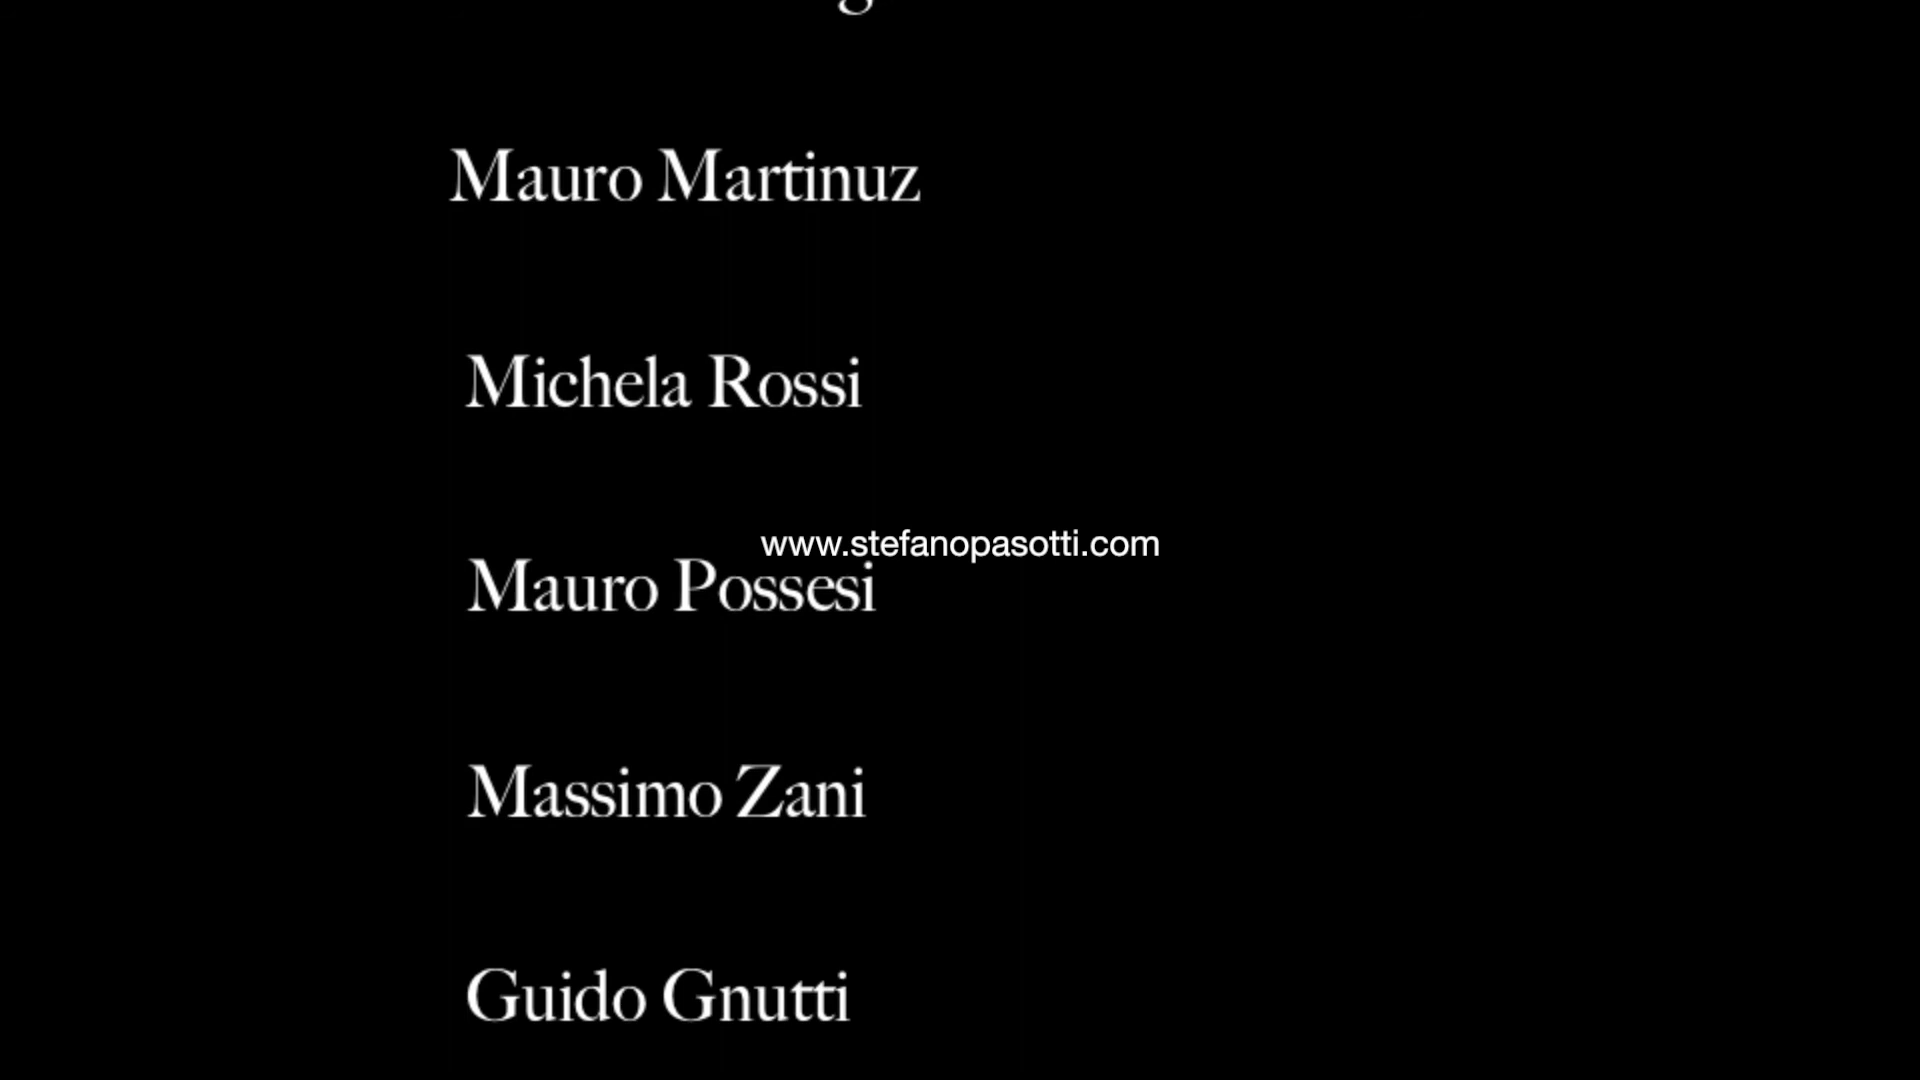 Mauro Martinuz
Michela Rossi
www.stefanopasotti.com
Mauro Possesi
Massimo Zani
Guido Gnutti